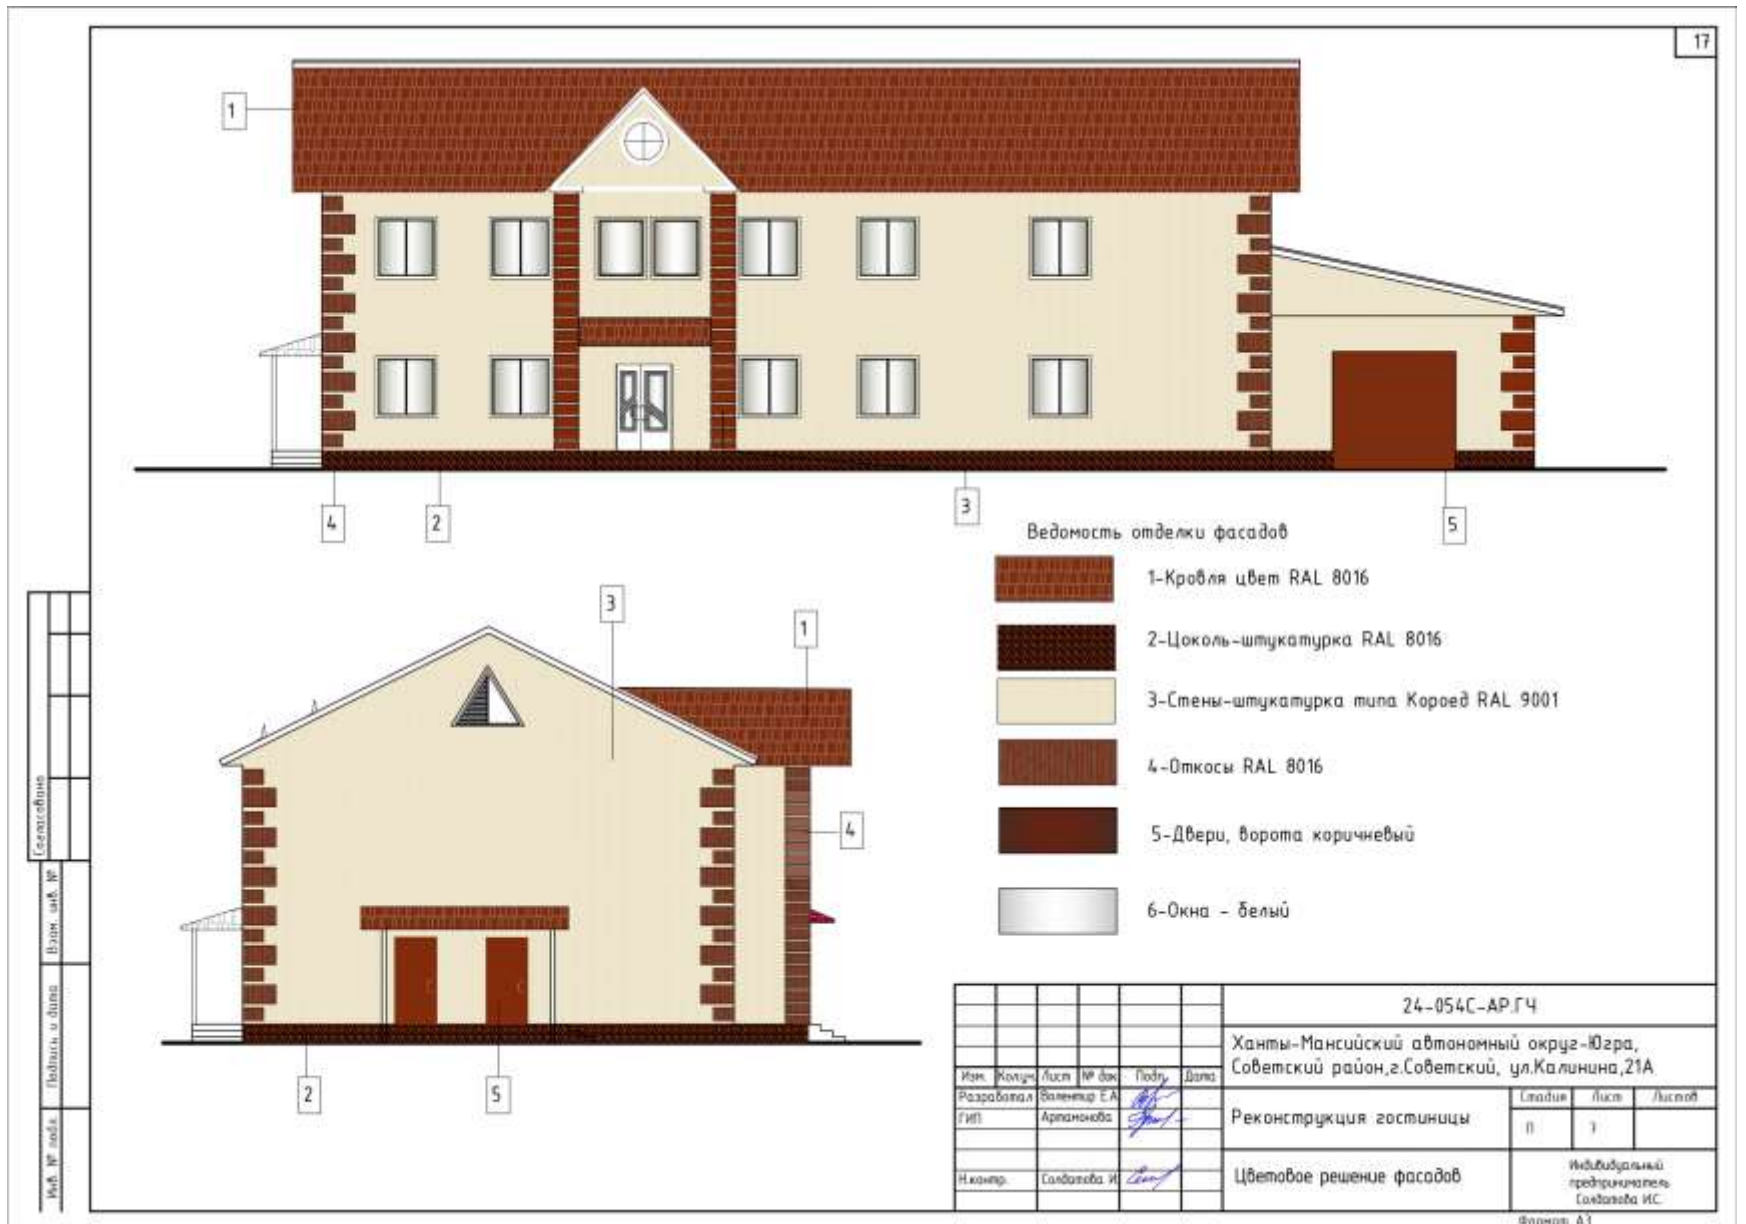 17
1
4
2
3
5
Ведомость отделки фасадов
1-Кровля цвет RAL 8016
2-Цоколь-штукатурка RAL 8016
3-Стены-штукатурка типа Короед RAL 9001
4-Откосы RAL 8016
5-Двери, ворота коричневый
6-Окна - белый
3
1
4
2
5
Согласовано
Взам. инв. №
Подпись и дата
Инв. № подл.
24-054С-АР.ГЧ
Ханты-Мансийский автономный округ-Югра,
Советский район,г.Советский, ул.Калинина,21А
Изм. Колуч Лист № док Подп. Дата
Разработал Валентир Е.А
ГИП Артамонова
Н.контр. Солдатова И
Реконструкция гостиницы
Стадия Лист Листов
П
Цветовое решение фасадов
Индивидуальный
предприниматель
Солдатова И.С.
Формат А3